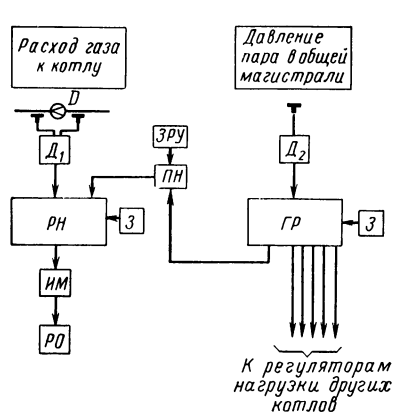 Расход газа
к котлу
Давление
пара в общей
магистрали
D
Д1
ЗРУ
Д2
ПН
РН
З
ГР
З
ИМ
РО
К регуляторам
нагрузки других
котлов